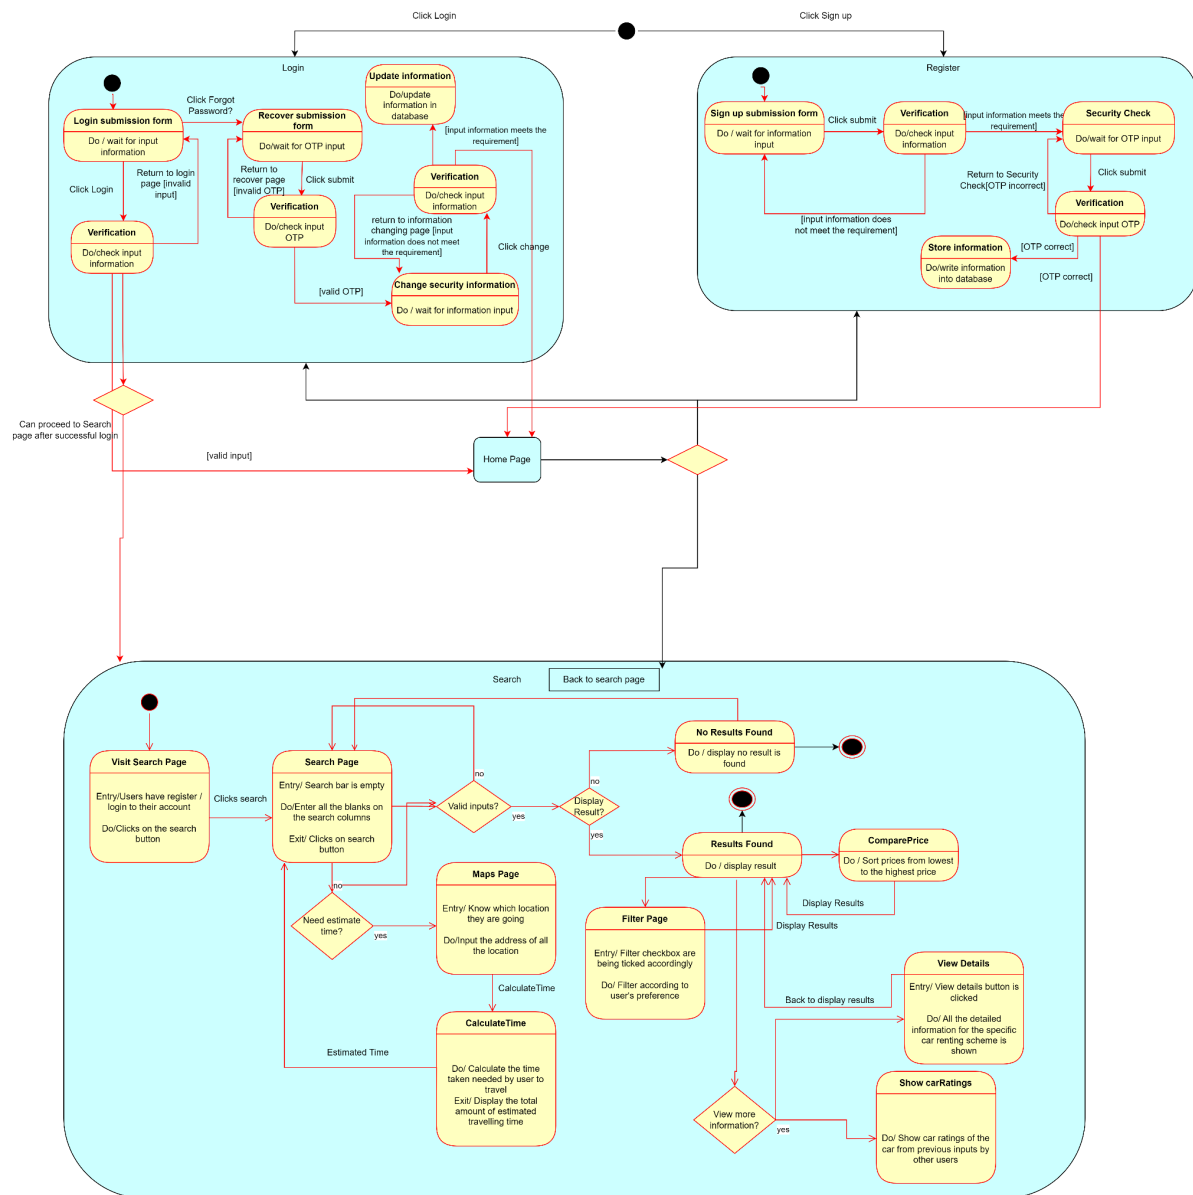 Click Login
Click Sign up
Login
Update information
Do/update
information in
database
Click Forgot
Password?
Login submission form
Do / wait for input
information
Recover submission
form
Do/wait for OTP input
[input information meets the
requirement]
Return to
recover page
[invalid OTP]
Click submit
Return to login
page [invalid
input]
Click Login
Verification
Do/check input
information
Verification
Do/check input
OTP
Verification
Do/check input
information
return to information
changing page [input
information does not meet
the requirement]
Click change
[valid OTP]
Change security information
Do / wait for information input
Register
Sign up submission form
Do / wait for information
input
Click submit
Verification
Do/check input
information
[input information meets the
requirement]
Security Check
Do/wait for OTP input
Return to Security
Check[OTP incorrect]
Click submit
Verification
Do/check input OTP
[input information does
not meet the requirement]
Store information
Do/write information
into database
[OTP correct]
[OTP correct]
Can proceed to Search
page after successful login
[valid input]
Home Page
Search
Back to search page
Visit Search Page
Entry/Users have register /
login to their account
Do/Clicks on the search
button
Clicks search
Search Page
Entry/ Search bar is empty
Do/Enter all the blanks on
the search columns
Exit/ Clicks on search
button
no
Valid inputs?
yes
no
Display
Result?
yes
No Results Found
Do / display no result is
found
Results Found
Do / display result
ComparePrice
Do / Sort prices from lowest
to the highest price
Display Results
Display Results
no
Need estimate
time?
yes
Maps Page
Entry/ Know which location
they are going
Do/Input the address of all
the location
CalculateTime
CalculateTime
Do/ Calculate the time
taken needed by user to
travel
Exit/ Display the total
amount of estimated
travelling time
Estimated Time
Filter Page
Entry/ Filter checkbox are
being ticked accordingly
Do/ Filter according to
user's preference
Back to display results
View Details
Entry/ View details button is
clicked
Do/ All the detailed
information for the specific
car renting scheme is
shown
View more
information?
yes
Show carRatings
Do/ Show car ratings of the
car from previous inputs by
other users